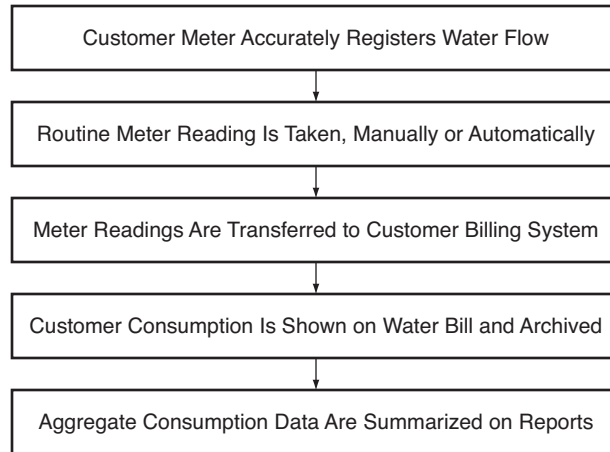 Customer Meter Accurately Registers Water Flow
Routine Meter Reading Is Taken, Manually or Automatically
Meter Readings Are Transferred to Customer Billing System
Customer Consumption Is Shown on Water Bill and Archived
Aggregate Consumption Data Are Summarized on Reports